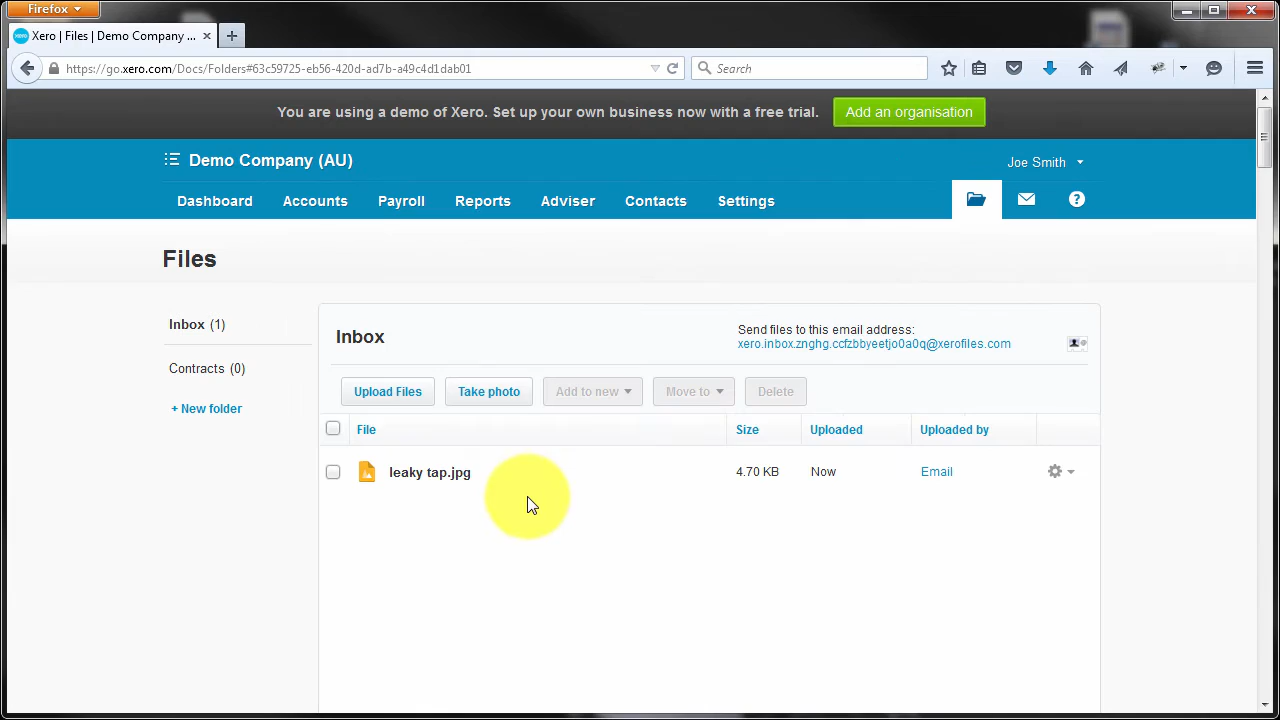 Firefox
Xero | Files | Demo Company ...
https://go.xero.com/Docs/Folders#63c59725-eb56-420d-ad7b-a49c4d1dab01
Search
You are using a demo of Xero. Set up your own business now with a free trial.
Add an organisation
Demo Company (AU)
Joe Smith
Dashboard Accounts Payroll Reports Adviser Contacts Settings
Files
Inbox (1)
Contracts (0)
+ New folder
Inbox
Send files to this email address:
xero.inbox.znghg.ccfzbbyeetjo0a0q@xerofiles.com
Upload Files Take photo Add to new Move to Delete
File Size Uploaded Uploaded by
leaky tap.jpg 4.70 KB Now Email